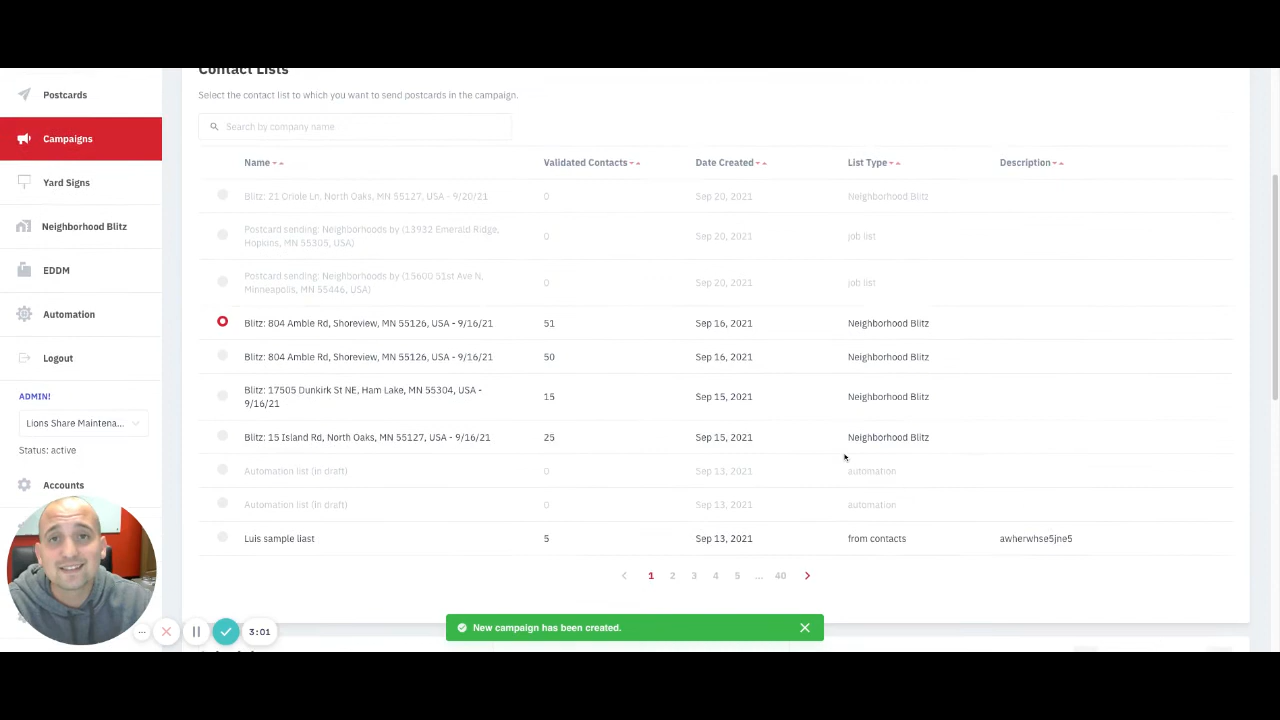 Contact Lists
Postcards
Select the contact list to which you want to send postcards in the campaign.
Search by company name
Campaigns
Name
Validated Contacts
Date Created
List Type
Description
Yard Signs
Blitz: 21 Oriole Ln, North Oaks, MN 55127, USA - 9/20/21
0
Sep 20, 2021
Neighborhood Blitz
Neighborhood Blitz
Postcard sending: Neighborhoods by (13932 Emerald Ridge,
Hopkins, MN 55305, USA)
0
Sep 20, 2021
job list
EDDM
Postcard sending: Neighborhoods by (15600 51st Ave N,
Minneapolis, MN 55446, USA)
0
Sep 20, 2021
job list
Automation
Blitz: 804 Amble Rd, Shoreview, MN 55126, USA - 9/16/21
51
Sep 16, 2021
Neighborhood Blitz
Logout
Blitz: 804 Amble Rd, Shoreview, MN 55126, USA - 9/16/21
50
Sep 16, 2021
Neighborhood Blitz
ADMIN!
Blitz: 17505 Dunkirk St NE, Ham Lake, MN 55304, USA -
9/16/21
15
Sep 15, 2021
Neighborhood Blitz
Lions Share Maintena...
Blitz: 15 Island Rd, North Oaks, MN 55127, USA - 9/16/21
25
Sep 15, 2021
Neighborhood Blitz
Status: active
Automation list (in draft)
0
Sep 13, 2021
automation
Accounts
Automation list (in draft)
0
Sep 13, 2021
automation
Luis sample liast
5
Sep 13, 2021
from contacts
awherwhse5jne5
1 2 3 4 5 ... 40
New campaign has been created.
3:01